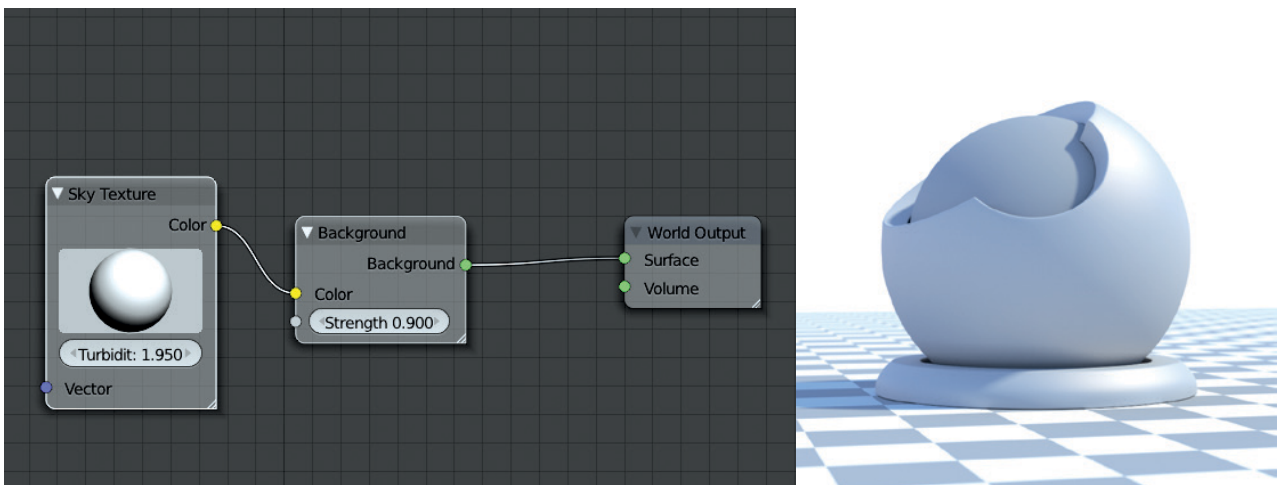 Sky Texture
Color
Turbidit: 1.950
Vector
Background
Background
Color
Strength 0.900
World Output
Surface
Volume